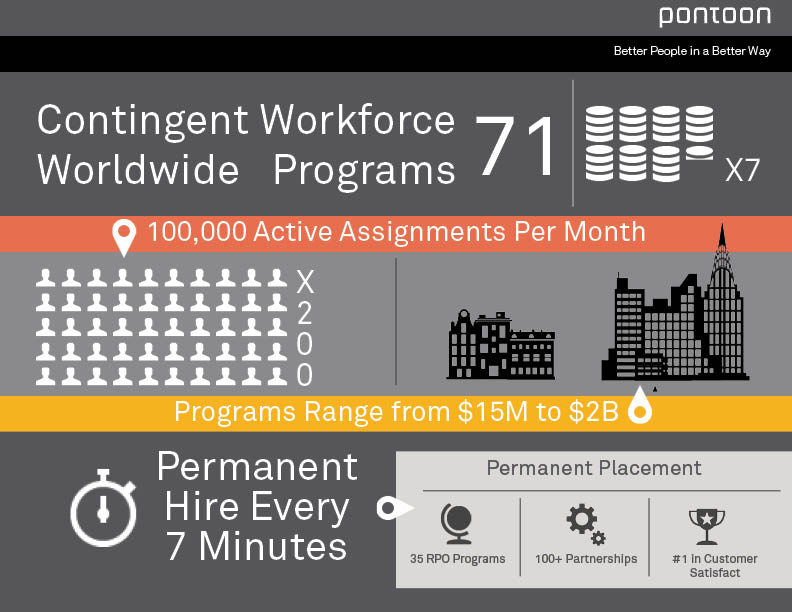 pontoon
Better People in a Better Way
Contingent Workforce
Worldwide Programs
71
X7
100,000 Active Assignments Per Month
X
2
0
0
Programs Range from $15M to $2B
Permanent
Hire Every
7 Minutes
Permanent Placement
35 RPO Programs
100+ Partnerships
#1 in Customer
Satisfact